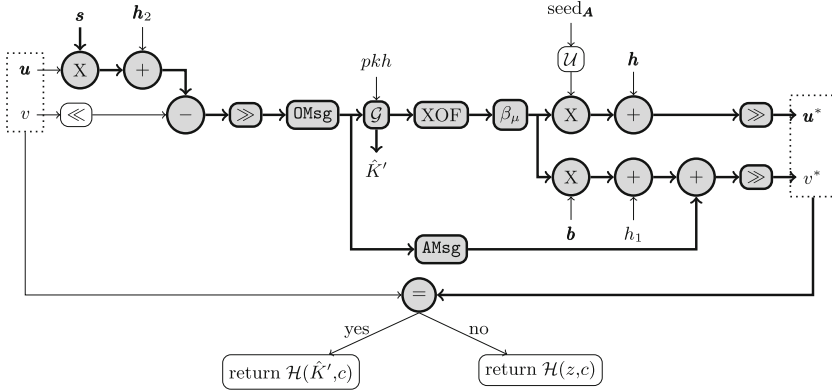 seed_A
s h_2
pkh U h
u X + X + ≫ u*
v ≪ − ≫ OMsg G XOF β_μ
K̂′
X + + ≫ v*
b h_1
AMsg
=
yes no
return H(K̂′,c) return H(z,c)